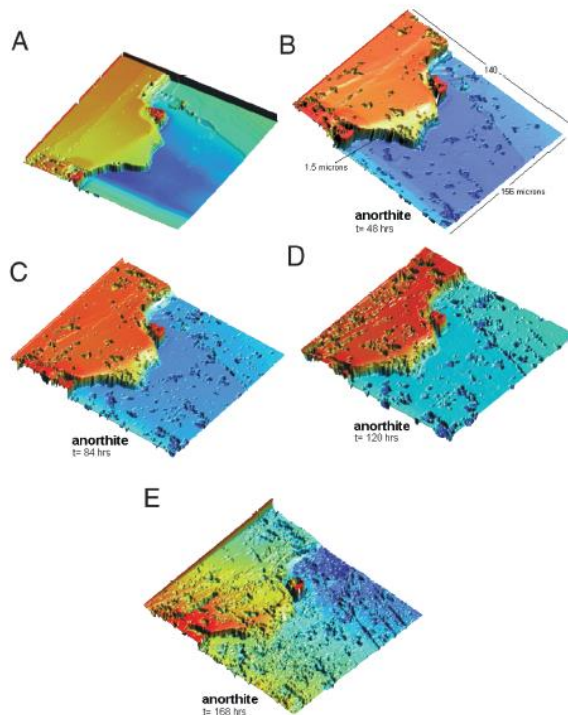 A
B
140
1.5 microns
156 microns
anorthite
t= 48 hrs
C
D
anorthite
t= 84 hrs
anorthite
t= 120 hrs
E
anorthite
t= 168 hrs